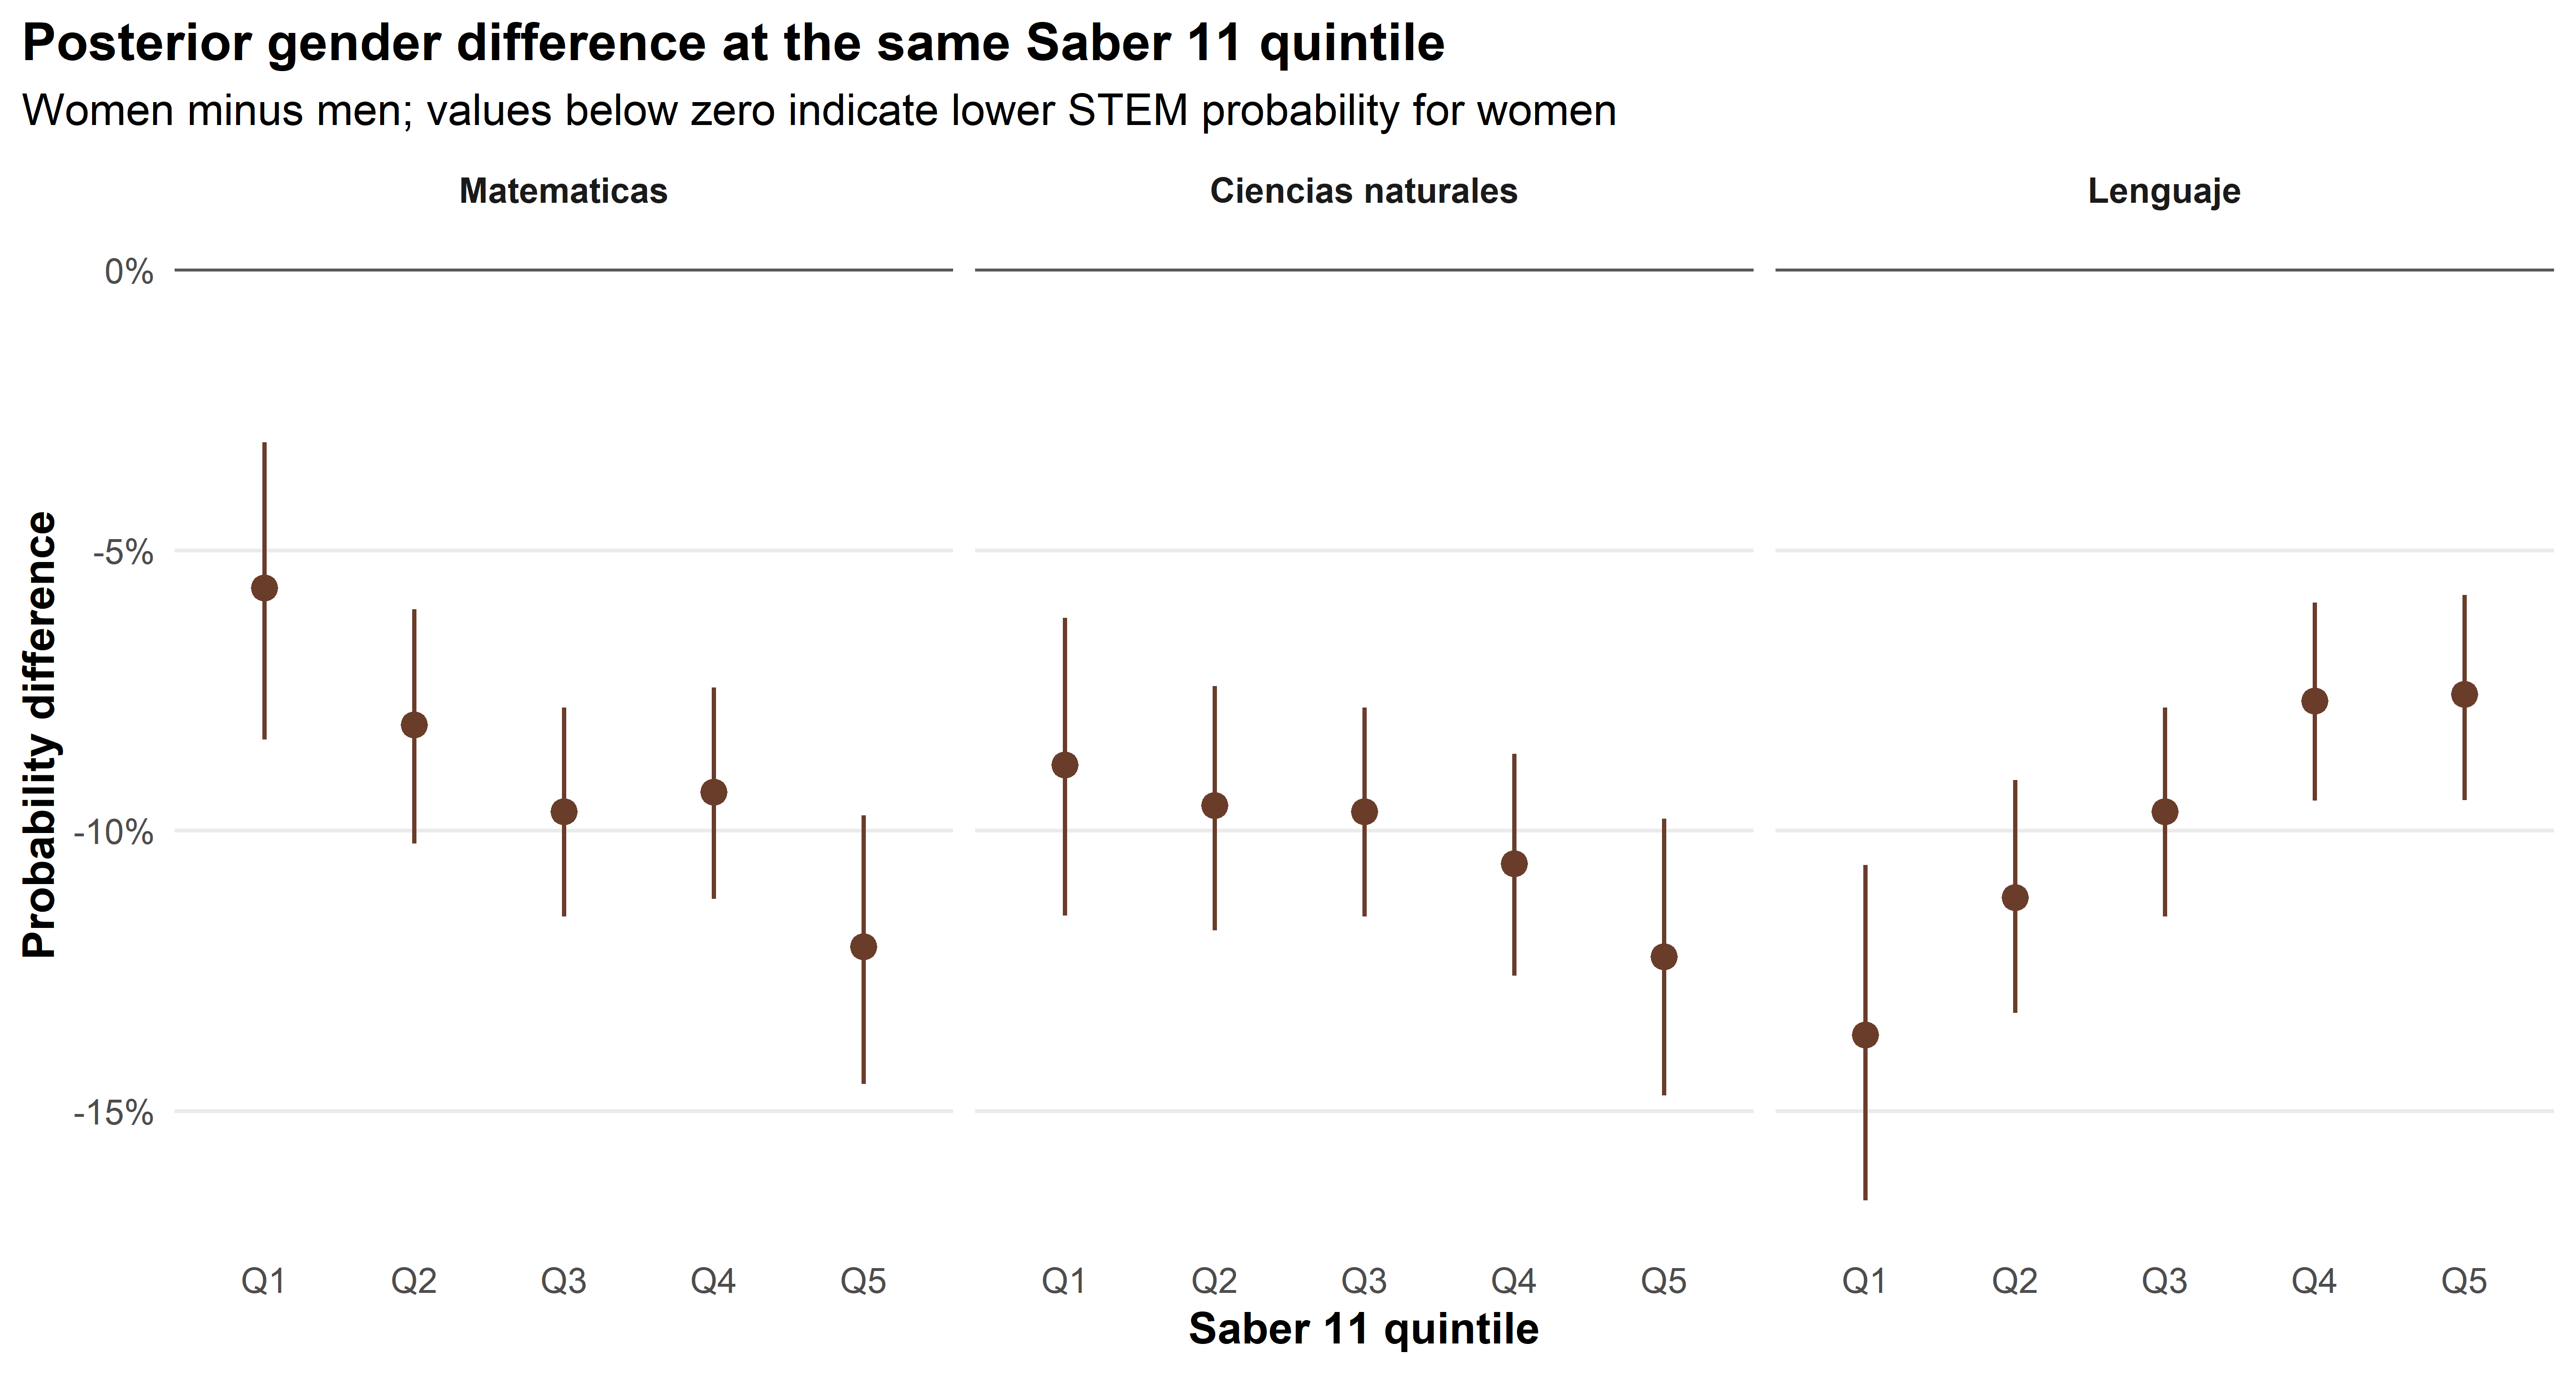 Posterior gender difference at the same Saber 11 quintile
Women minus men; values below zero indicate lower STEM probability for women
Matematicas
Ciencias naturales
Lenguaje
Probability difference
0%
-5%
-10%
-15%
Q1 Q2 Q3 Q4 Q5
Q1 Q2 Q3 Q4 Q5
Q1 Q2 Q3 Q4 Q5
Saber 11 quintile